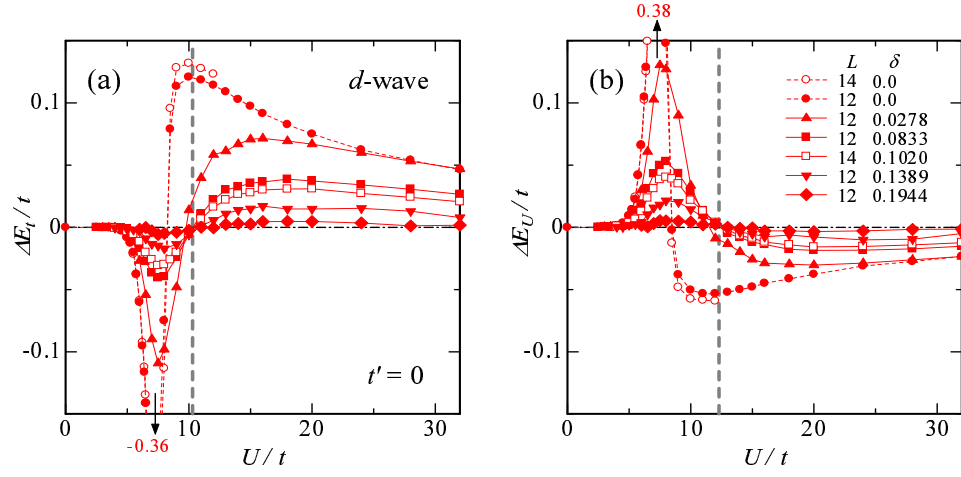 0.38
(a)
d-wave
(b)
L δ
14 0.0
12 0.0
12 0.0278
12 0.0833
14 0.1020
12 0.1389
12 0.1944
0.1
0
-0.1
ΔE_t / t
t' = 0
0 10 20 30
-0.36
U / t
0.1
0
-0.1
ΔE_U / t
0 10 20 30
U / t